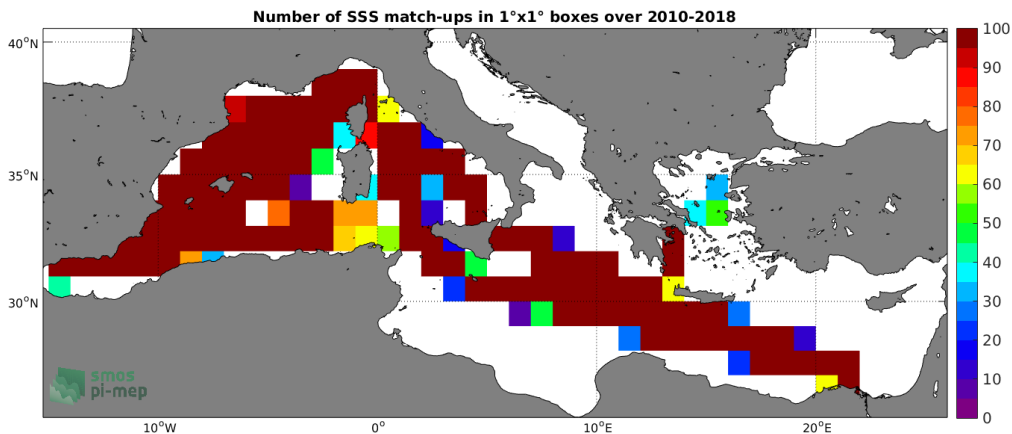 Number of SSS match-ups in 1°x1° boxes over 2010-2018
40°N
35°N
30°N
10°W
0°
10°E
20°E
100
90
80
70
60
50
40
30
20
10
0
smos
pi-mep